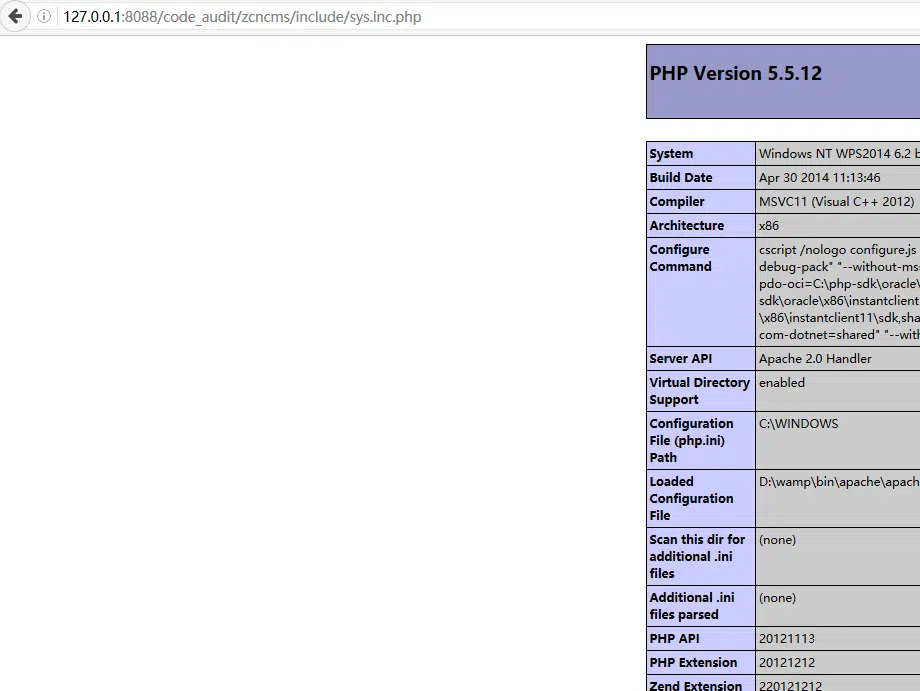 127.0.0.1:8088/code_audit/zcncms/include/sys.inc.php
PHP Version 5.5.12
System Windows NT WPS2014 6.2 b
Build Date Apr 30 2014 11:13:46
Compiler MSVC11 (Visual C++ 2012)
Architecture x86
Configure Command
cscript /nologo configure.js
debug-pack" "--without-mss
pdo-oci=C:\php-sdk\oracle\
sdk\oracle\x86\instantclient
\x86\instantclient11\sdk,sha
com-dotnet=shared" "--with
Server API Apache 2.0 Handler
Virtual Directory Support enabled
Configuration File (php.ini) Path C:\WINDOWS
Loaded Configuration File D:\wamp\bin\apache\apach
Scan this dir for additional .ini files (none)
Additional .ini files parsed (none)
PHP API 20121113
PHP Extension 20121212
Zend Extension 220121212